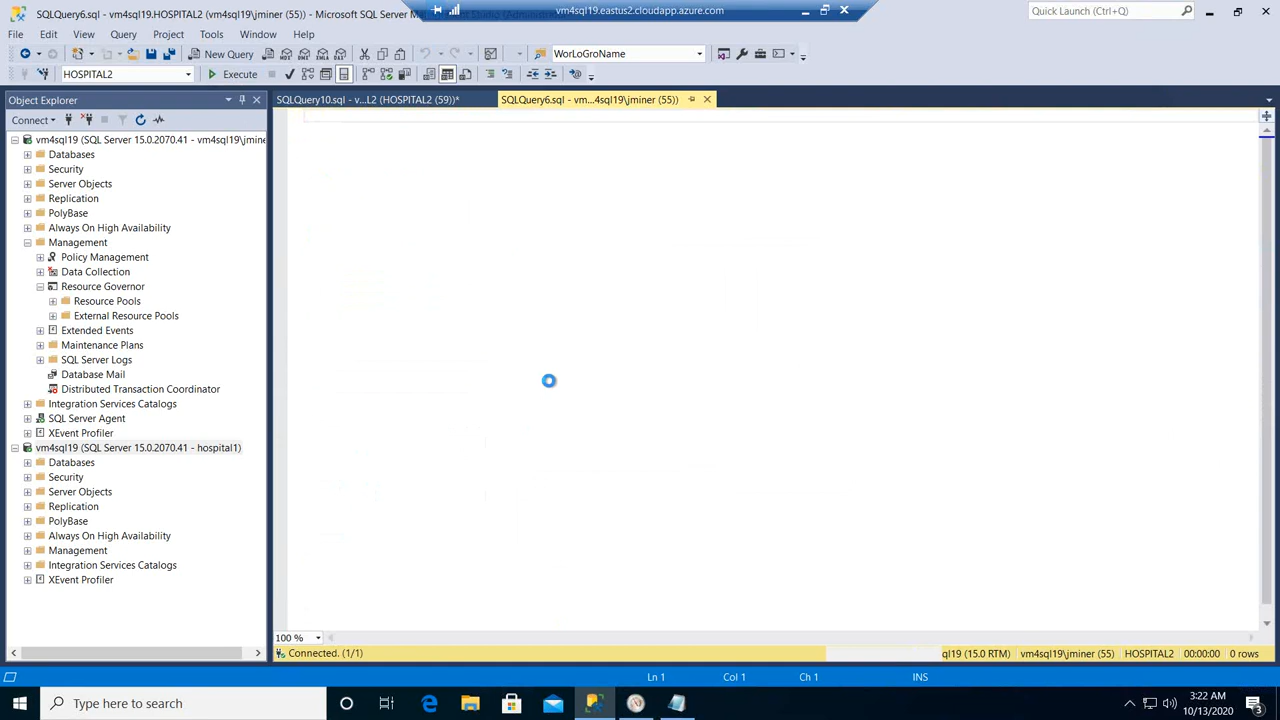 SQLQuery6.sql - vm4sql19.HOSPITAL2 (vm4sql19\jminer (55)) - Microsoft SQL Server
vm4sql19.eastus2.cloudapp.azure.com
Quick Launch (Ctrl+Q)
File Edit View Query Project Tools Window Help
New Query
WorLoGroName
HOSPITAL2
Execute
Object Explorer
SQLQuery10.sql - v...L2 (HOSPITAL2 (59))*
SQLQuery6.sql - vm...4sql19\jminer (55))
Connect
vm4sql19 (SQL Server 15.0.2070.41 - vm4sql19\jmine
Databases
Security
Server Objects
Replication
PolyBase
Always On High Availability
Management
Policy Management
Data Collection
Resource Governor
Resource Pools
External Resource Pools
Extended Events
Maintenance Plans
SQL Server Logs
Database Mail
Distributed Transaction Coordinator
Integration Services Catalogs
SQL Server Agent
XEvent Profiler
vm4sql19 (SQL Server 15.0.2070.41 - hospital1)
Databases
Security
Server Objects
Replication
PolyBase
Always On High Availability
Management
Integration Services Catalogs
XEvent Profiler
100 %
Connected. (1/1)
ql19 (15.0 RTM)
vm4sql19\jminer (55)
HOSPITAL2
00:00:00
0 rows
Ln 1
Col 1
Ch 1
INS
Type here to search
3:22 AM
10/13/2020
3